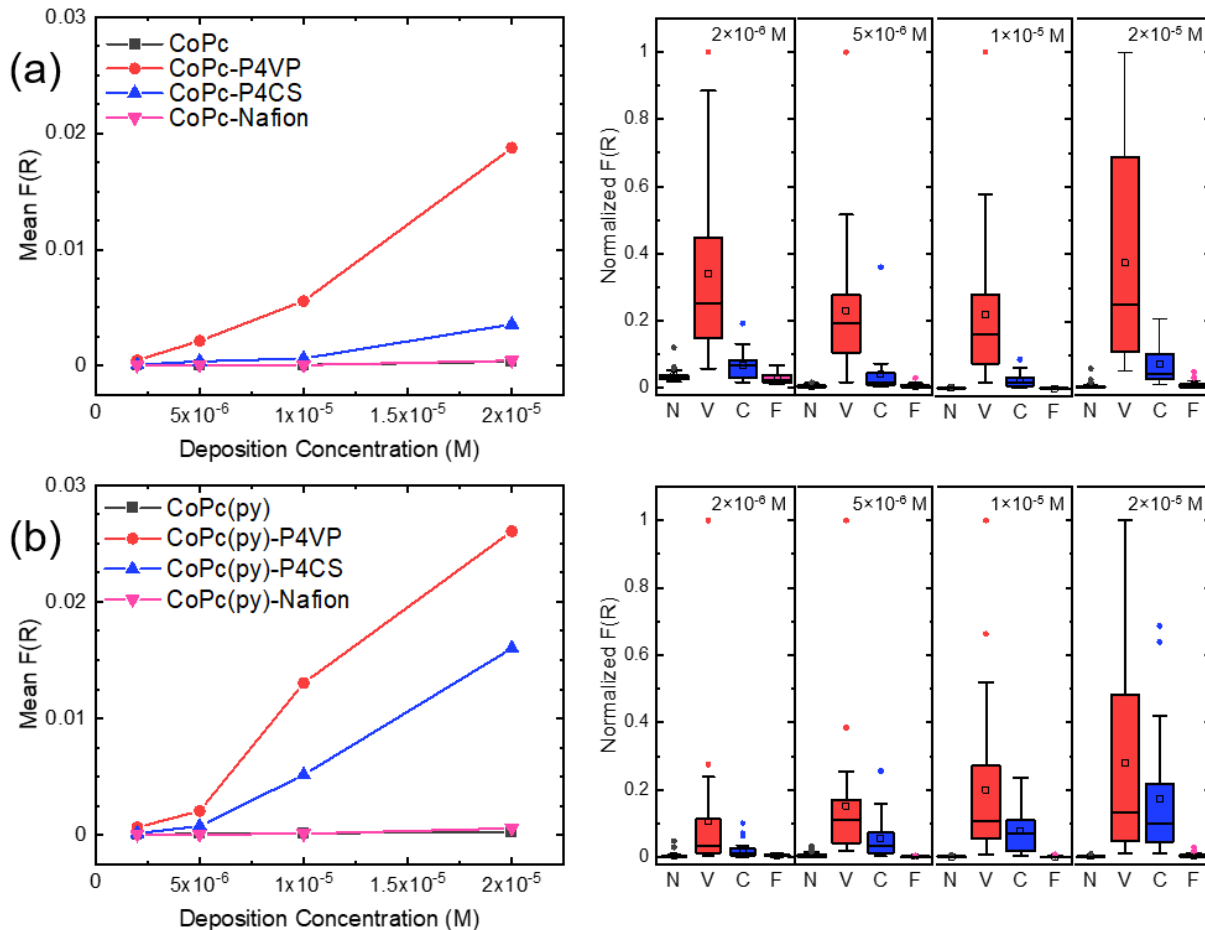 (a)
CoPc
CoPc-P4VP
CoPc-P4CS
CoPc-Nafion
Mean F(R)
0.03
0.02
0.01
0
0
5x10⁻⁶
1x10⁻⁵
1.5x10⁻⁵
2x10⁻⁵
Deposition Concentration (M)
Normalized F(R)
1
0.8
0.6
0.4
0.2
0
2×10⁻⁶ M
5×10⁻⁶ M
1×10⁻⁵ M
2×10⁻⁵ M
N V C F N V C F N V C F N V C F
(b)
CoPc(py)
CoPc(py)-P4VP
CoPc(py)-P4CS
CoPc(py)-Nafion
Mean F(R)
0.03
0.02
0.01
0
0
5x10⁻⁶
1x10⁻⁵
1.5x10⁻⁵
2x10⁻⁵
Deposition Concentration (M)
Normalized F(R)
1
0.8
0.6
0.4
0.2
0
2×10⁻⁶ M
5×10⁻⁶ M
1×10⁻⁵ M
2×10⁻⁵ M
N V C F N V C F N V C F N V C F